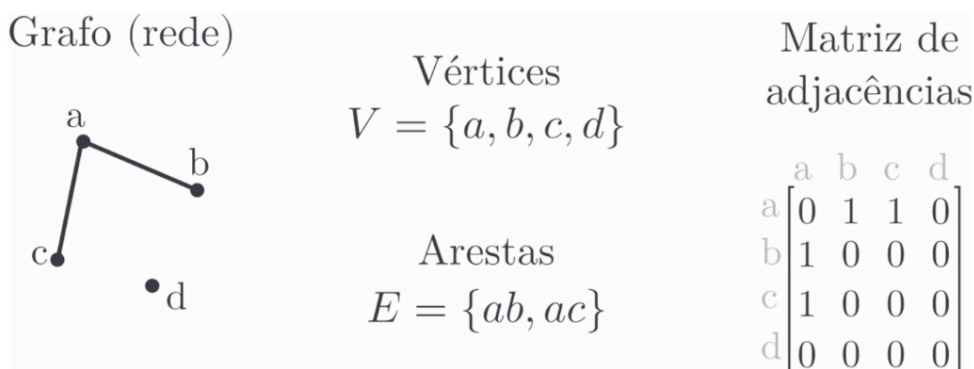 Grafo (rede)
a
b
c
d
Vértices
V = {a, b, c, d}
Arestas
E = {ab, ac}
Matriz de
adjacências
a b c d
a 0 1 1 0
b 1 0 0 0
c 1 0 0 0
d 0 0 0 0